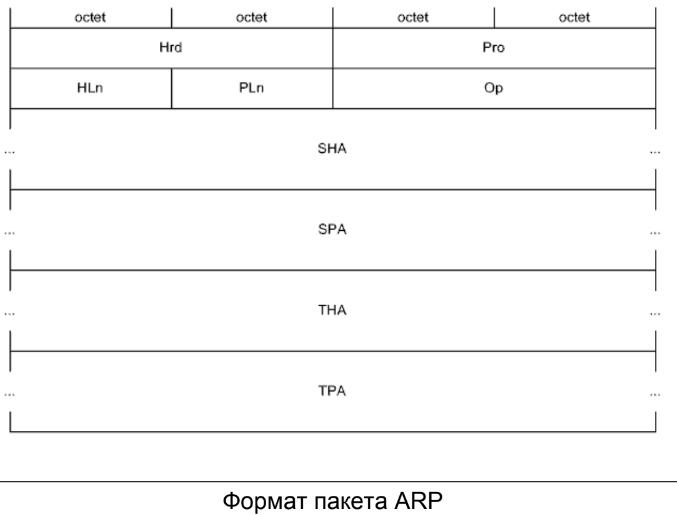 octet octet octet octet
Hrd Pro
HLn PLn Op
... SHA ...
... SPA ...
... THA ...
... TPA ...
Формат пакета ARP